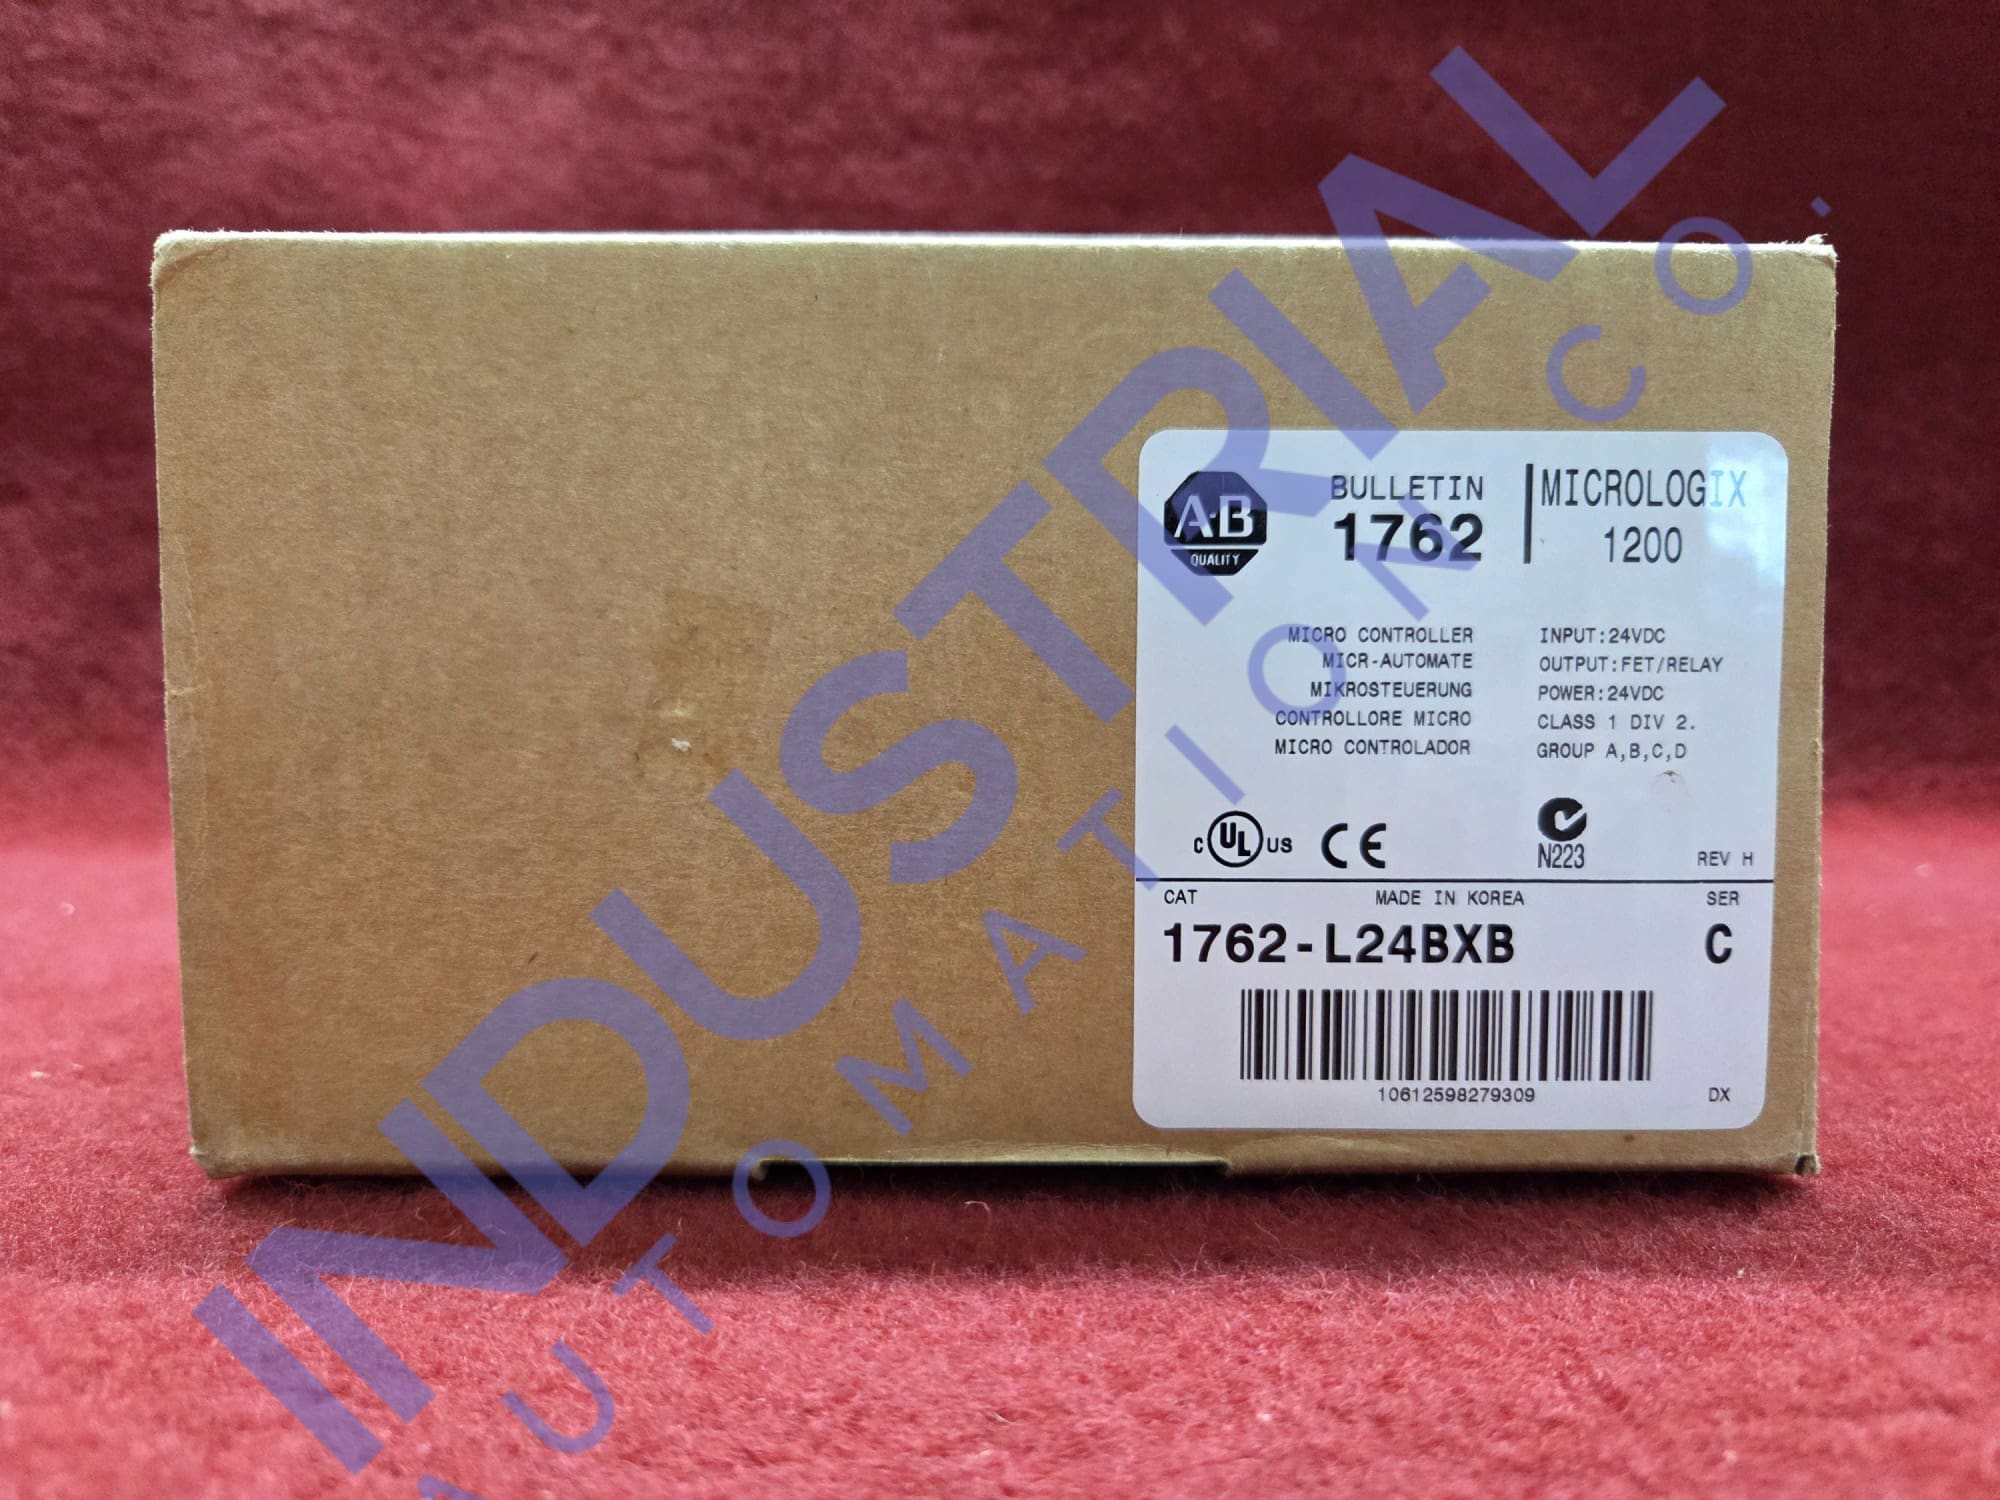 A-B
QUALITY
BULLETIN
1762
MICROLOGIX
1200
MICRO CONTROLLER
MICR-AUTOMATE
MIKROSTEUERUNG
CONTROLLORE MICRO
MICRO CONTROLADOR
INPUT:24VDC
OUTPUT:FET/RELAY
POWER:24VDC
CLASS 1 DIV 2.
GROUP A,B,C,D
C UL US CE
N223
REV H
CAT MADE IN KOREA SER
1762-L24BXB C
10612598279309 DX
INDUSTRIAL
AUTOMATION CO.